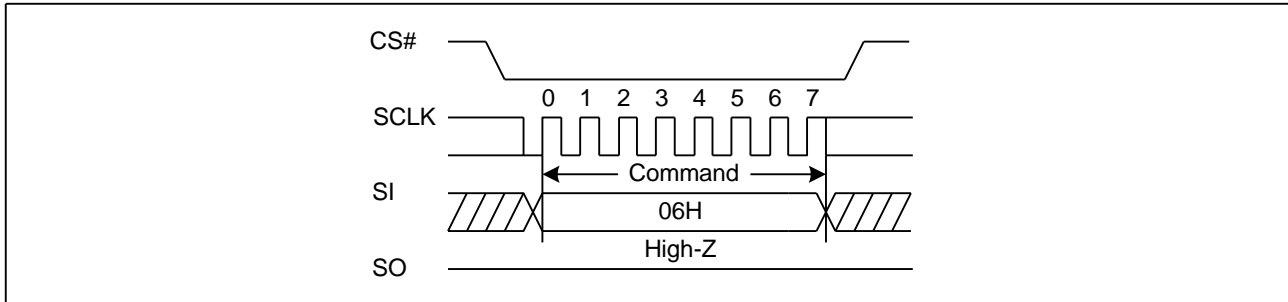 CS#
0 1 2 3 4 5 6 7
SCLK
Command
SI
06H
High-Z
SO